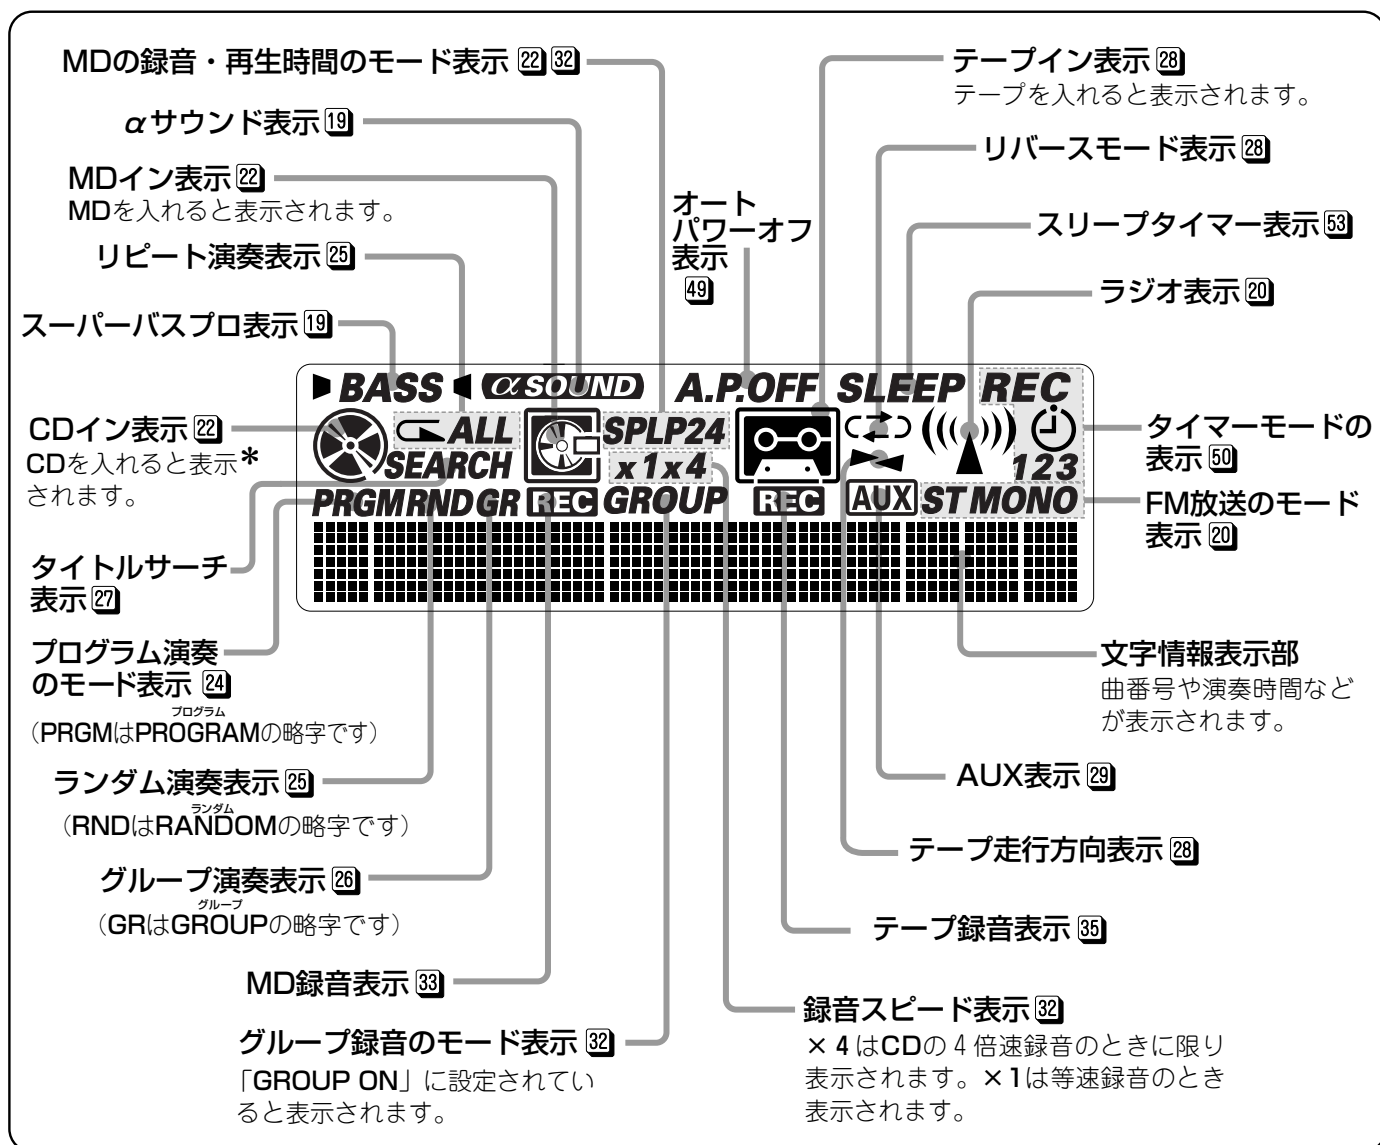 MDの録音・再生時間のモード表示 22 32
αサウンド表示 19
MDイン表示 22
MDを入れると表示されます。
リピート演奏表示 25
スーパーバスプロ表示 19
オート
パワーオフ
表示
49
テープイン表示 28
テープを入れると表示されます。
リバースモード表示 28
スリープタイマー表示 53
ラジオ表示 20
CDイン表示 22
CDを入れると表示*
されます。
タイトルサーチ
表示 27
プログラム演奏
のモード表示 24
プログラム
（PRGMはPROGRAMの略字です）
BASS αSOUND A.P.OFF SLEEP REC
ALL SPLP24
SEARCH x1x4 123
PRGM RND GR REC GROUP REC AUX ST MONO
タイマーモードの
表示 50
FM放送のモード
表示 20
文字情報表示部
曲番号や演奏時間など
が表示されます。
ランダム演奏表示 25
ランダム
（RNDはRANDOMの略字です）
グループ演奏表示 26
グループ
（GRはGROUPの略字です）
MD録音表示 33
グループ録音のモード表示 32
「GROUP ON」に設定されてい
ると表示されます。
AUX表示 29
テープ走行方向表示 28
テープ録音表示 35
録音スピード表示 32
×4はCDの4倍速録音のときに限り
表示されます。×1は等速録音のとき
表示されます。